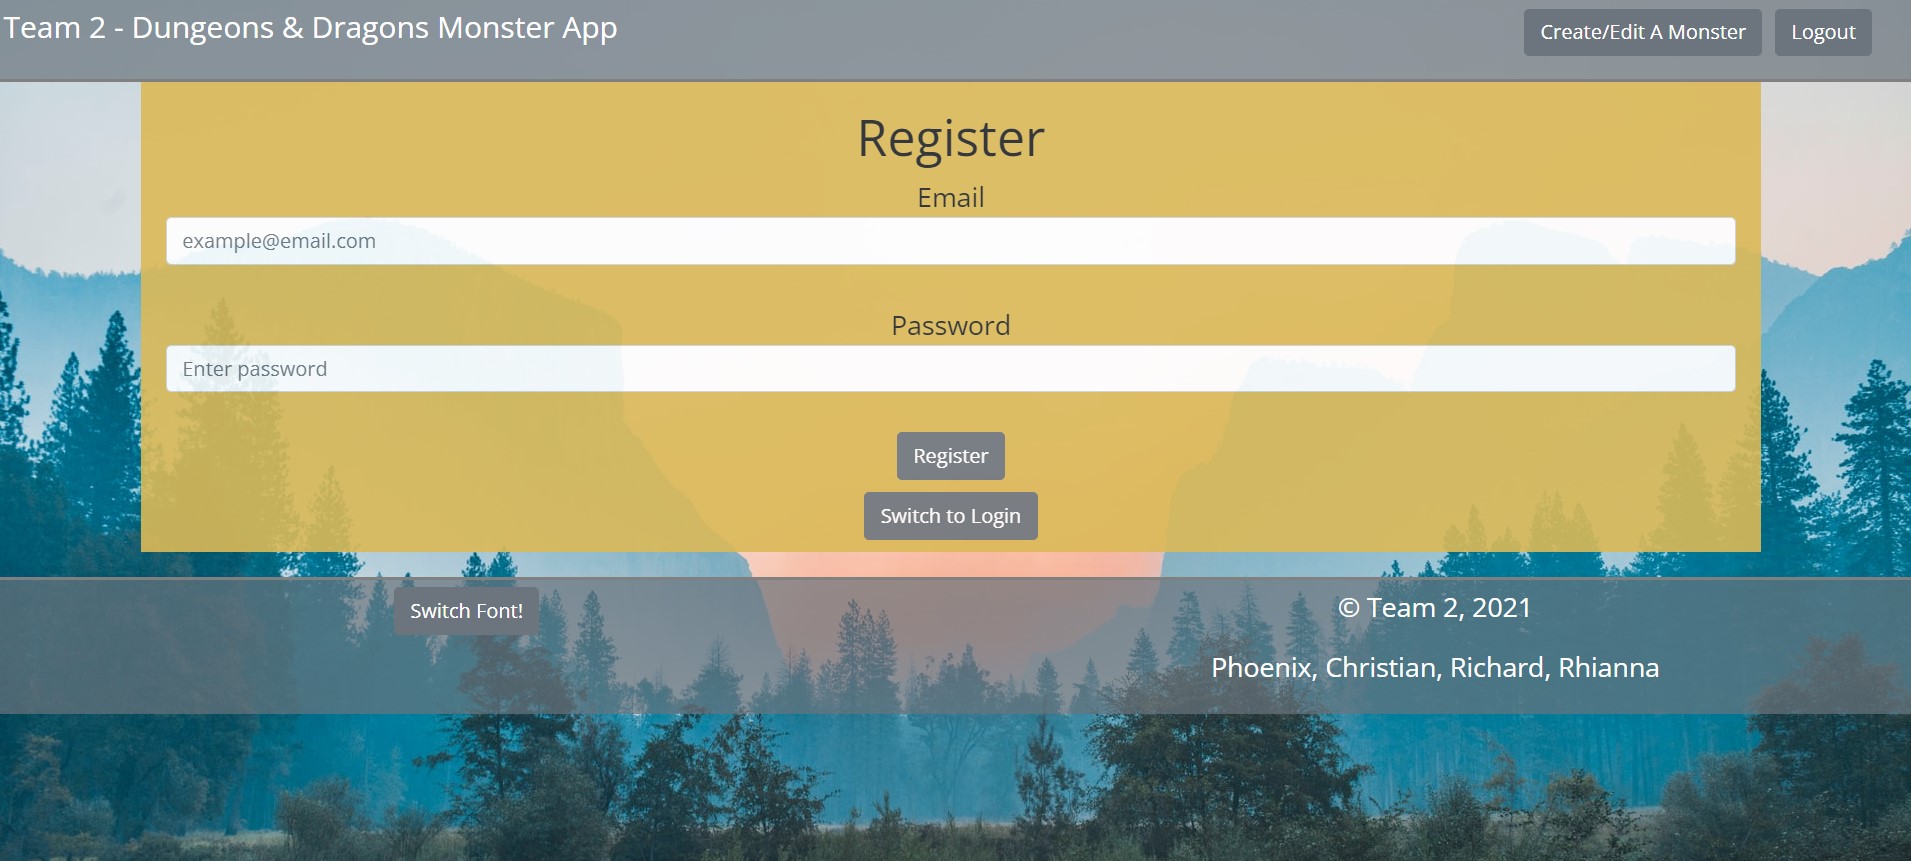 Team 2 - Dungeons & Dragons Monster App
Create/Edit A Monster
Logout
Register
Email
example@email.com
Password
Enter password
Register
Switch to Login
Switch Font!
© Team 2, 2021
Phoenix, Christian, Richard, Rhianna